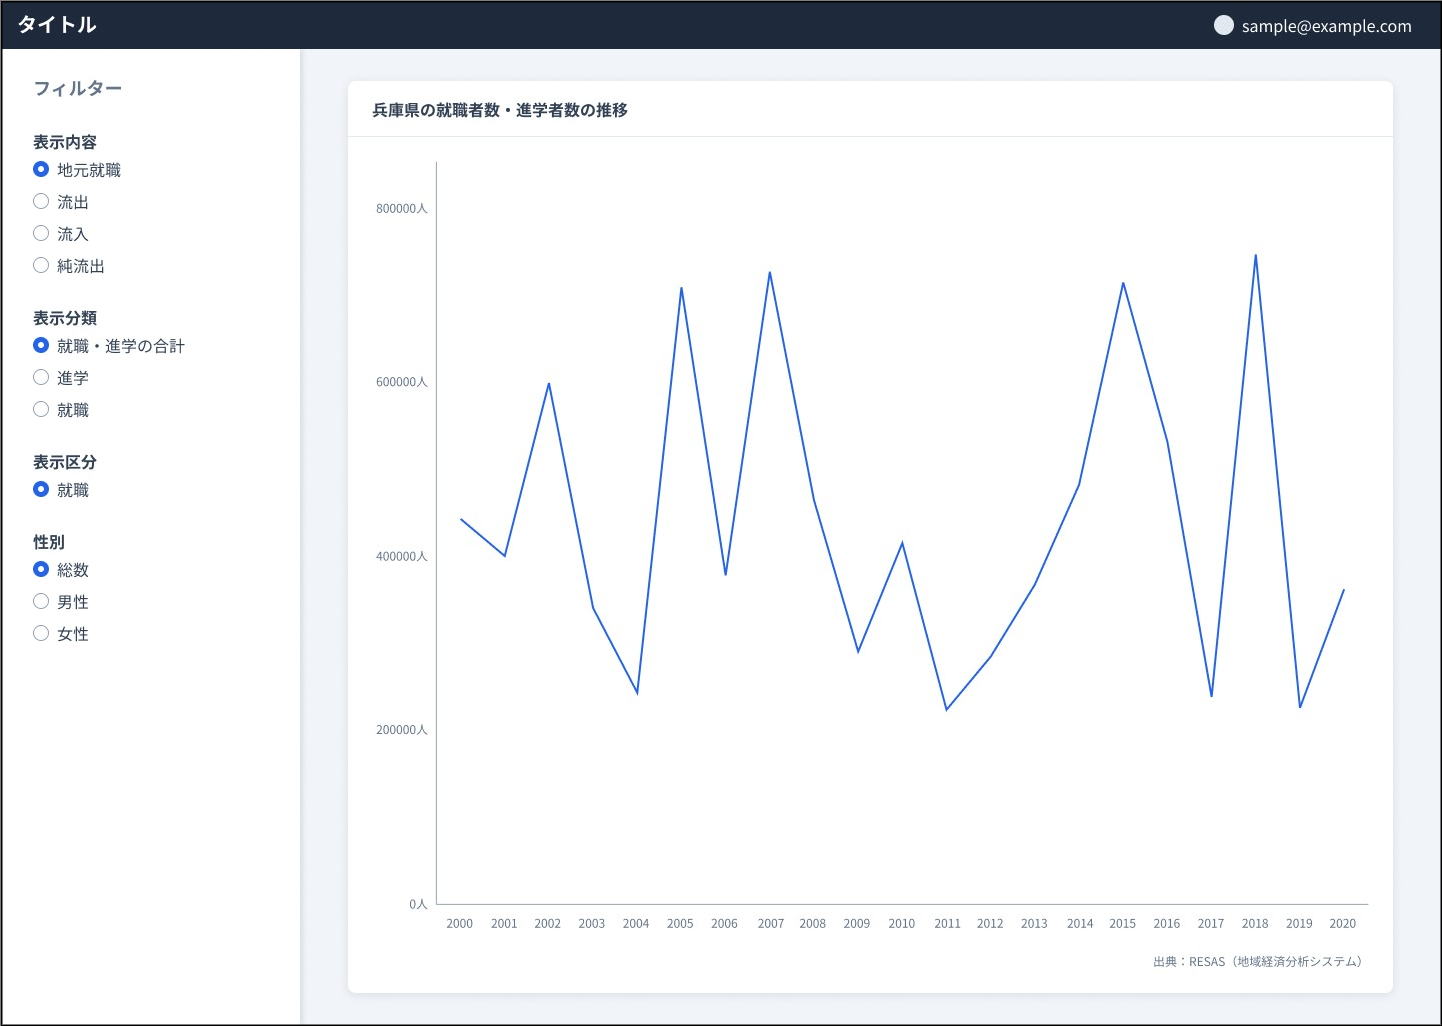 タイトル
sample@example.com
フィルター
表示内容
地元就職
流出
流入
純流出
表示分類
就職・進学の合計
進学
就職
表示区分
就職
性別
総数
男性
女性
兵庫県の就職者数・進学者数の推移
800000人
600000人
400000人
200000人
0人
2000 2001 2002 2003 2004 2005 2006 2007 2008 2009 2010 2011 2012 2013 2014 2015 2016 2017 2018 2019 2020
出典：RESAS（地域経済分析システム）